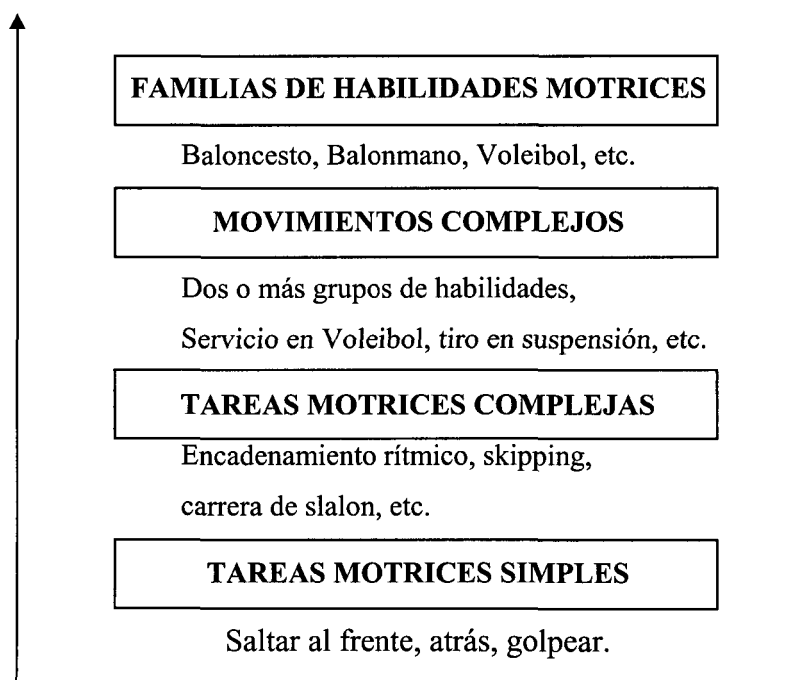 FAMILIAS DE HABILIDADES MOTRICES
Baloncesto, Balonmano, Voleibol, etc.
MOVIMIENTOS COMPLEJOS
Dos o más grupos de habilidades,
Servicio en Voleibol, tiro en suspensión, etc.
TAREAS MOTRICES COMPLEJAS
Encadenamiento rítmico, skipping,
carrera de slalon, etc.
TAREAS MOTRICES SIMPLES
Saltar al frente, atrás, golpear.